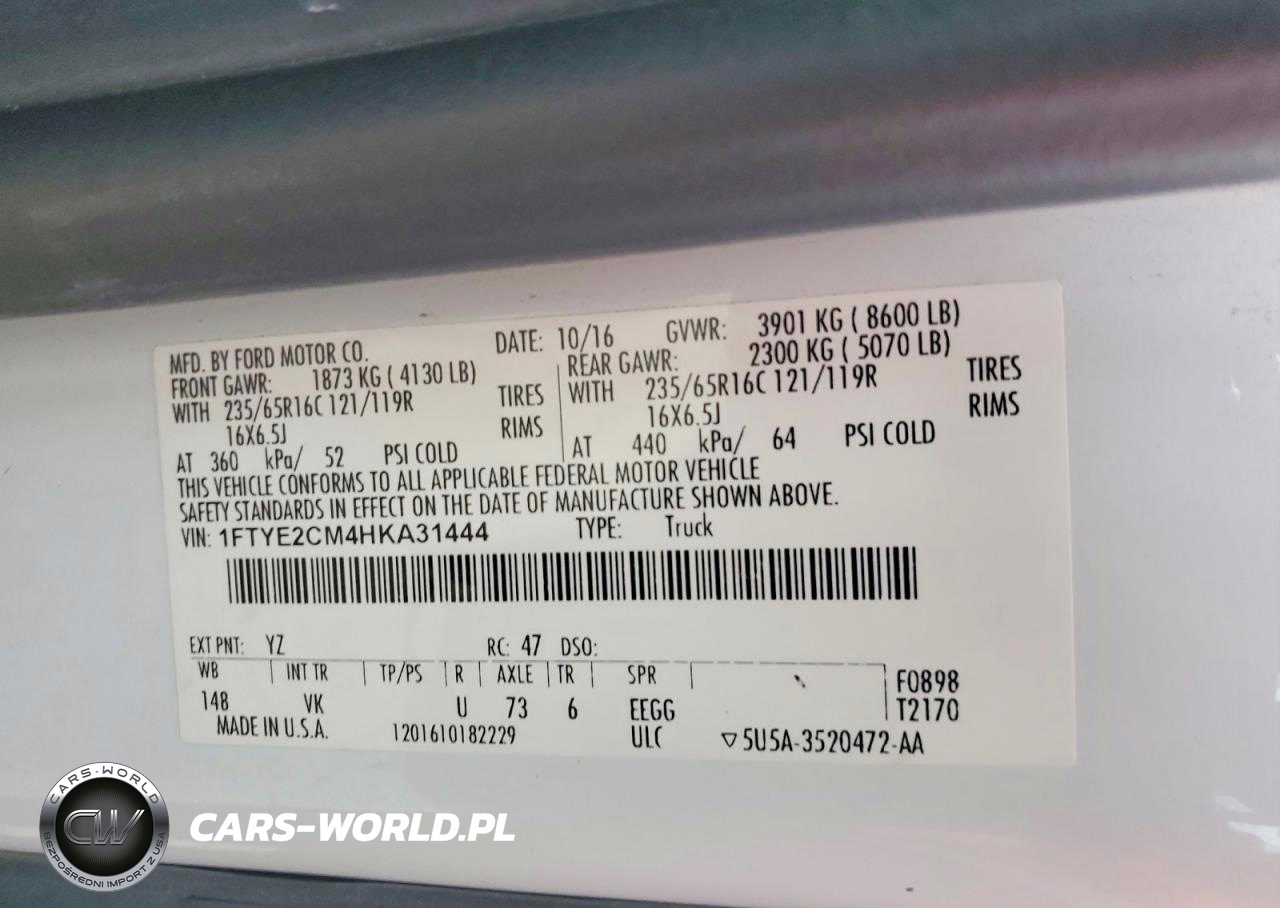 MFD. BY FORD MOTOR CO. DATE: 10/16 GVWR: 3901 KG ( 8600 LB)
FRONT GAWR: 1873 KG ( 4130 LB) REAR GAWR: 2300 KG ( 5070 LB)
WITH 235/65R16C 121/119R TIRES WITH 235/65R16C 121/119R TIRES
16X6.5J RIMS 16X6.5J RIMS
AT 360 kPa/ 52 PSI COLD AT 440 kPa/ 64 PSI COLD
THIS VEHICLE CONFORMS TO ALL APPLICABLE FEDERAL MOTOR VEHICLE
SAFETY STANDARDS IN EFFECT ON THE DATE OF MANUFACTURE SHOWN ABOVE.
VIN: 1FTYE2CM4HKA31444 TYPE: Truck
EXT PNT: YZ RC: 47 DSO:
WB INT TR TP/PS R AXLE TR SPR F0898
148 VK U 73 6 EEGG T2170
MADE IN U.S.A. 1201610182229 ULC ▽5U5A-3520472-AA
CARS-WORLD
CW
BEZPOŚREDNI IMPORT Z USA
CARS-WORLD.PL